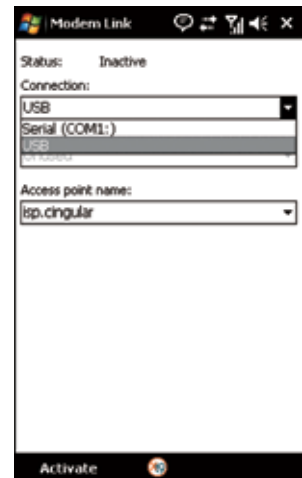 Modem Link
Status: Inactive
Connection:
USB
Serial (COM1:)
USB
Access point name:
isp.cingular
Activate